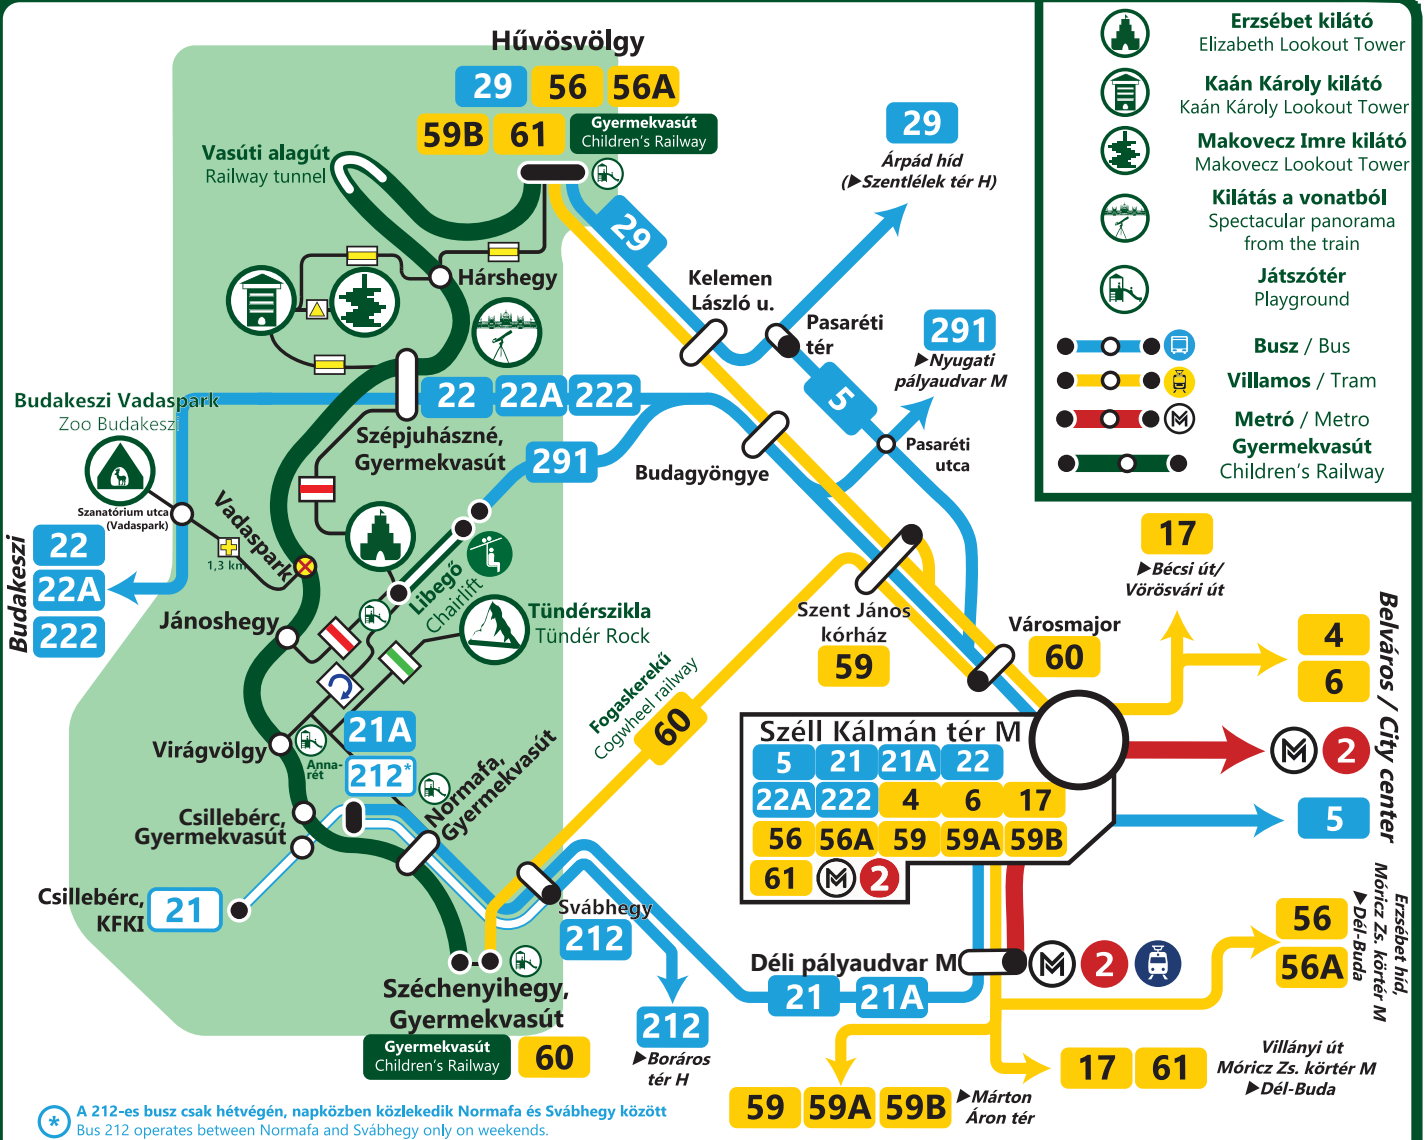 Hűvösvölgy
29 56 56A
59B 61 Gyermekvasút
Children's Railway
Vasúti alagút
Railway tunnel
29
Árpád híd
(▶Szentlélek tér H)
29
Hárshegy
Kelemen
László u.
Pasaréti
tér
291
▶Nyugati
pályaudvar M
5
Pasaréti
utca
Budakeszi Vadaspark
Zoo Budakeszi
Szanatórium utca
(Vadaspark)
22 22A 222
Szépjuhászné,
Gyermekvasút
291
Budagyöngye
Budakeszi
22
22A
222
1,3 km
Vadaspark
Libegő
Chairlift
Jánoshegy
Tündérszikla
Tündér Rock
Szent János
kórház
59
Városmajor
60
17
▶Bécsi út/
Vörösvári út
4
6
Belváros / City center
M 2
5
Fogaskerekű
Cogwheel railway
60
Virágvölgy
Anna-
rét
21A
212*
Normafa,
Gyermekvasút
Csillebérc,
Gyermekvasút
Csillebérc,
KFKI
21
Széll Kálmán tér M
5 21 21A 22
22A 222 4 6 17
56 56A 59 59A 59B
61 M 2
Svábhegy
212
Széchenyihegy,
Gyermekvasút
Gyermekvasút
Children's Railway
60
212
▶Boráros
tér H
Déli pályaudvar M
M 2
21 21A
56
56A
Erzsébet híd,
Móricz Zs. körtér M
▶Dél-Buda
17 61
Villányi út
Móricz Zs. körtér M
▶Dél-Buda
59 59A 59B
▶Márton
Áron tér
* A 212-es busz csak hétvégén, napközben közlekedik Normafa és Svábhegy között
Bus 212 operates between Normafa and Svábhegy only on weekends.
Erzsébet kilátó
Elizabeth Lookout Tower
Kaán Károly kilátó
Kaán Károly Lookout Tower
Makovecz Imre kilátó
Makovecz Lookout Tower
Kilátás a vonatból
Spectacular panorama
from the train
Játszótér
Playground
Busz / Bus
Villamos / Tram
Metró / Metro
M
Gyermekvasút
Children's Railway